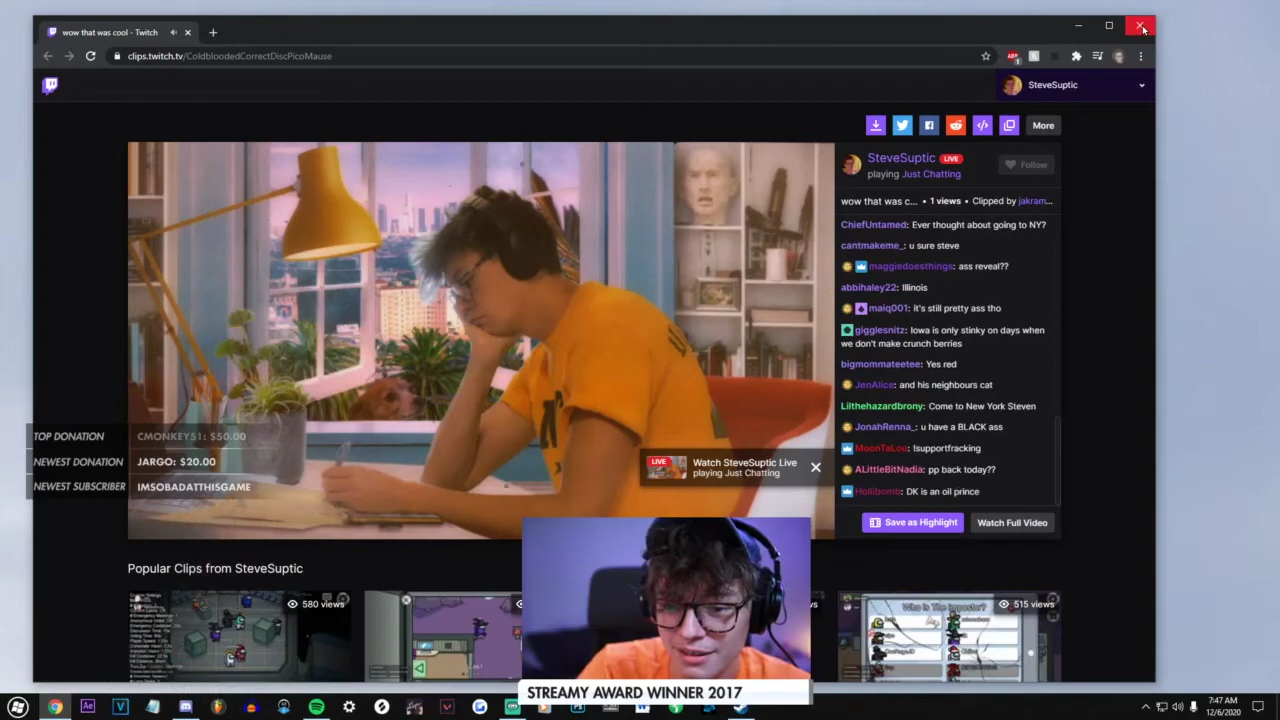 wow that was cool - Twitch
clips.twitch.tv/ColdbloodedCorrectDiscPicoMause
SteveSuptic
More
SteveSuptic LIVE
Follow
playing Just Chatting
wow that was c... • 1 views • Clipped by jakram...
ChiefUntamed: Ever thought about going to NY?
cantmakeme_: u sure steve
maggiedoesthings: ass reveal??
abbihaley22: Illinois
maiq001: it's still pretty ass tho
gigglesnitz: Iowa is only stinky on days when
we don't make crunch berries
bigmommateetee: Yes red
JenAlice: and his neighbours cat
Lilthehazardbrony: Come to New York Steven
JonahRenna_: u have a BLACK ass
MoonTaLoo: !supportfracking
ALittleBitNadia: pp back today??
Hollibomb: DK is an oil prince
Save as Highlight
Watch Full Video
TOP DONATION CMONKEY51: $50.00
NEWEST DONATION JARGO: $20.00
NEWEST SUBSCRIBER IMSOBADATTHISGAME
LIVE
Watch SteveSuptic Live
playing Just Chatting
Popular Clips from SteveSuptic
580 views
Who Is The Impostor?
515 views
STREAMY AWARD WINNER 2017
7:47 AM
12/6/2020